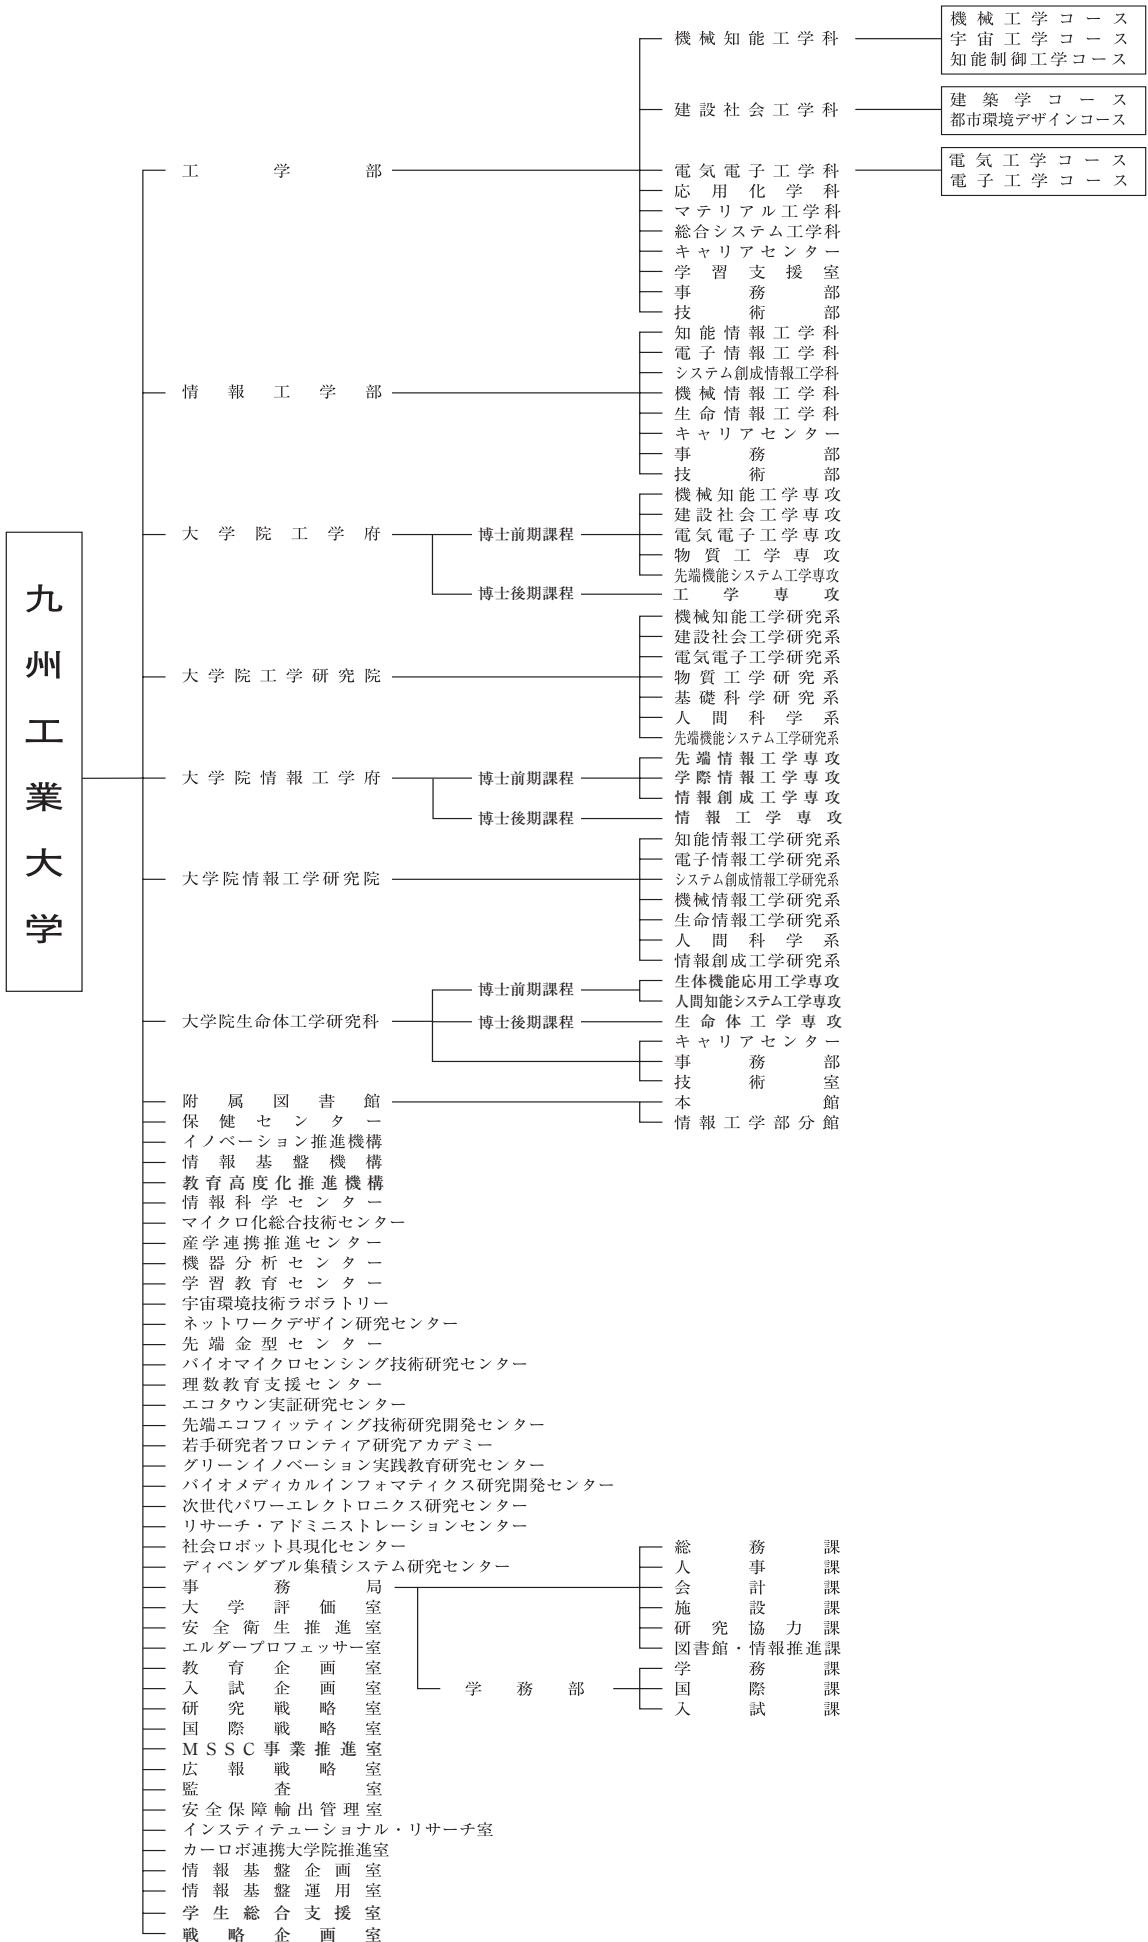 九州工業大学
工学部
機械知能工学科
機械工学コース
宇宙工学コース
知能制御工学コース
建設社会工学科
建築学コース
都市環境デザインコース
電気電子工学科
電気工学コース
電子工学コース
応用化学科
マテリアル工学科
総合システム工学科
キャリアセンター
学習支援室
事務部
技術部
情報工学部
知能情報工学科
電子情報工学科
システム創成情報工学科
機械情報工学科
生命情報工学科
キャリアセンター
事務部
技術部
大学院工学府
博士前期課程
機械知能工学専攻
建設社会工学専攻
電気電子工学専攻
物質工学専攻
先端機能システム工学専攻
博士後期課程
工学専攻
大学院工学研究院
機械知能工学研究系
建設社会工学研究系
電気電子工学研究系
物質工学研究系
基礎科学研究系
人間科学系
先端機能システム工学研究系
大学院情報工学府
博士前期課程
先端情報工学専攻
学際情報工学専攻
情報創成工学専攻
博士後期課程
情報工学専攻
大学院情報工学研究院
知能情報工学研究系
電子情報工学研究系
システム創成情報工学研究系
機械情報工学研究系
生命情報工学研究系
人間科学系
情報創成工学研究系
大学院生命体工学研究科
博士前期課程
生体機能応用工学専攻
人間知能システム工学専攻
博士後期課程
生命体工学専攻
キャリアセンター
事務部
技術室
附属図書館
本館
情報工学部分館
保健センター
イノベーション推進機構
情報基盤機構
教育高度化推進機構
情報科学センター
マイクロ化総合技術センター
産学連携推進センター
機器分析センター
学習教育センター
宇宙環境技術ラボラトリー
ネットワークデザイン研究センター
先端金型センター
バイオマイクロセンシング技術研究センター
理数教育支援センター
エコタウン実証研究センター
先端エコフィッティング技術研究開発センター
若手研究者フロンティア研究アカデミー
グリーンイノベーション実践教育研究センター
バイオメディカルインフォマティクス研究開発センター
次世代パワーエレクトロニクス研究センター
リサーチ・アドミニストレーションセンター
社会ロボット具現化センター
ディペンダブル集積システム研究センター
事務局
総務課
人事課
会計課
施設課
研究協力課
図書館・情報推進課
学務部
学務課
国際課
入試課
大学評価室
安全衛生推進室
エルダープロフェッサー室
教育企画室
入試企画室
研究戦略室
国際戦略室
MSSC事業推進室
広報戦略室
監査室
安全保障輸出管理室
インスティテューショナル・リサーチ室
カーロボ連携大学院推進室
情報基盤企画室
情報基盤運用室
学生総合支援室
戦略企画室